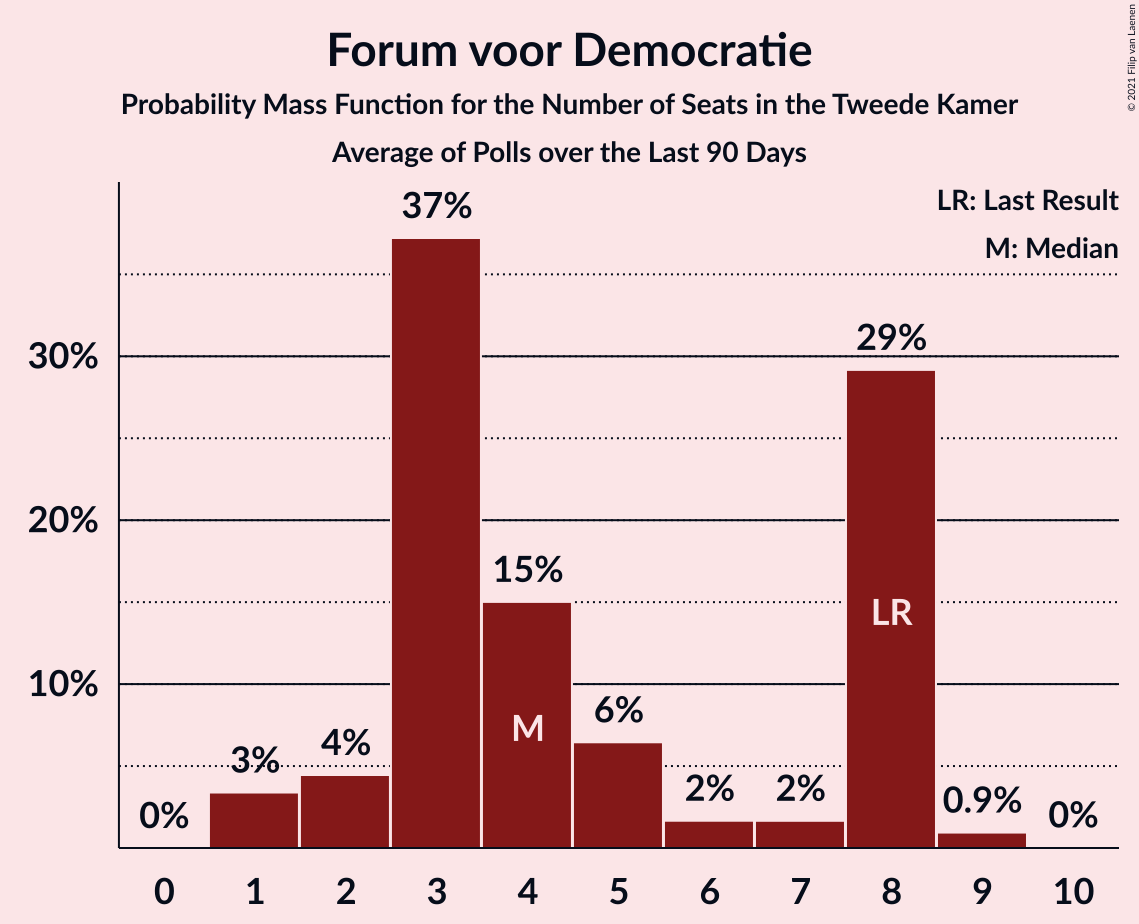 © 2021 Filip van Laenen
Forum voor Democratie
Probability Mass Function for the Number of Seats in the Tweede Kamer
Average of Polls over the Last 90 Days
LR: Last Result
M: Median
37%
30%
29%
20%
15%
LR
10%
6%
M
4%
3%
2%
2%
0.9%
0%
0%
0 1 2 3 4 5 6 7 8 9 10